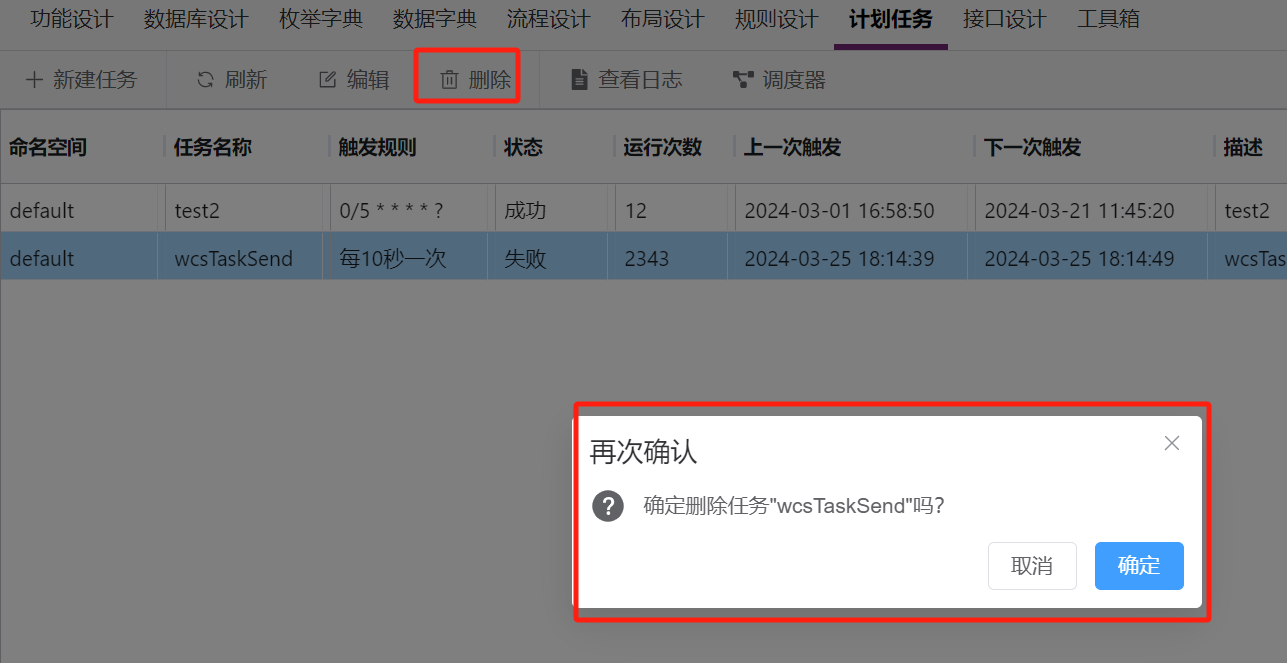 功能设计 数据库设计 枚举字典 数据字典 流程设计 布局设计 规则设计 计划任务 接口设计 工具箱
新建任务 刷新 编辑 删除 查看日志 调度器
命名空间 任务名称 触发规则 状态 运行次数 上一次触发 下一次触发 描述
default test2 0/5 * * * * ? 成功 12 2024-03-01 16:58:50 2024-03-21 11:45:20 test2
default wcsTaskSend 每10秒一次 失败 2343 2024-03-25 18:14:39 2024-03-25 18:14:49 wcsTas
再次确认
确定删除任务"wcsTaskSend"吗?
取消 确定